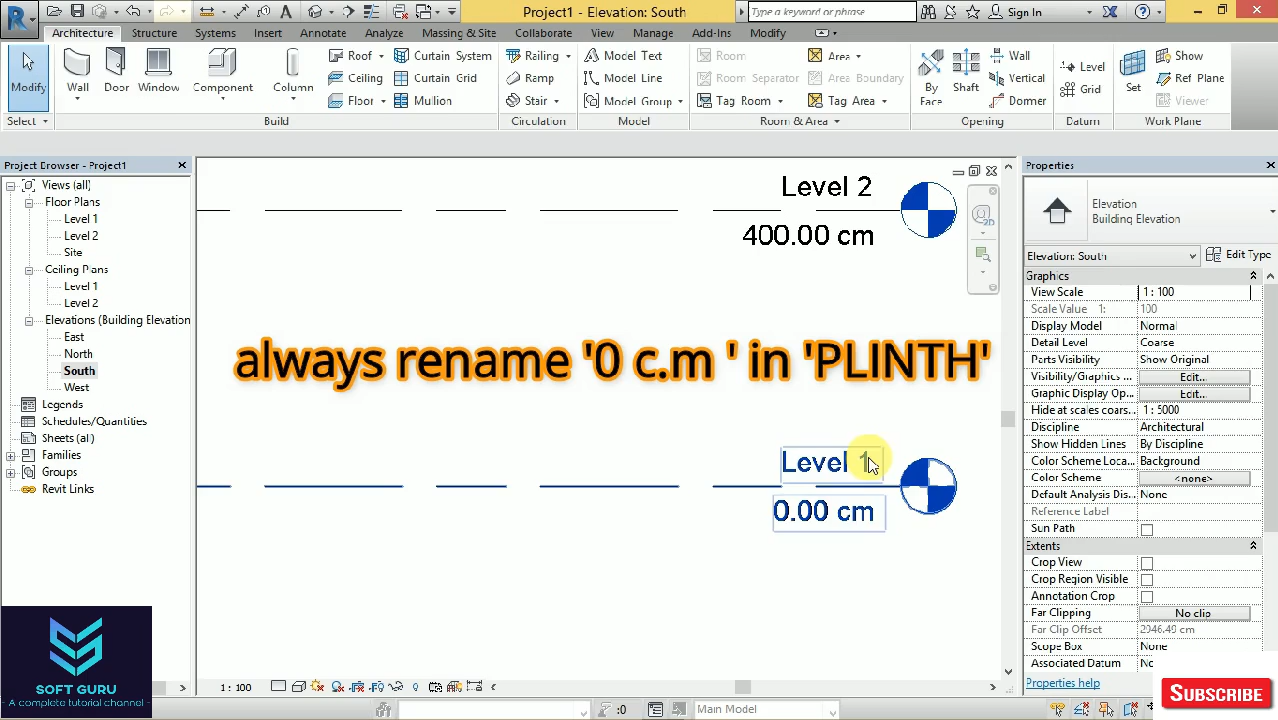 Project1 - Elevation: South
Type a keyword or phrase
Sign In
Architecture
Structure
Systems
Insert
Annotate
Analyze
Massing & Site
Collaborate
View
Manage
Add-Ins
Modify
Modify
Wall
Door
Window
Component
Column
Roof
Ceiling
Floor
Curtain System
Curtain Grid
Mullion
Railing
Ramp
Stair
Model Text
Model Line
Model Group
Room
Room Separator
Tag Room
Area
Area Boundary
Tag Area
By
Face
Shaft
Wall
Vertical
Dormer
Level
Grid
Set
Show
Ref Plane
Viewer
Select
Build
Circulation
Model
Room & Area
Opening
Datum
Work Plane
Project Browser - Project1
Views (all)
Floor Plans
Level 1
Level 2
Site
Ceiling Plans
Level 1
Level 2
Elevations (Building Elevation
East
North
South
West
Legends
Schedules/Quantities
Sheets (all)
Families
Groups
Revit Links
Level 2
400.00 cm
2D
always rename '0 c.m ' in 'PLINTH'
Level 1
0.00 cm
Properties
Elevation
Building Elevation
Elevation: South
Edit Type
Graphics
View Scale 1 : 100
Scale Value 1: 100
Display Model Normal
Detail Level Coarse
Parts Visibility Show Original
Visibility/Graphics ... Edit...
Graphic Display Op... Edit...
Hide at scales coars... 1 : 5000
Discipline Architectural
Show Hidden Lines By Discipline
Color Scheme Loca... Background
Color Scheme <none>
Default Analysis Dis... None
Reference Label
Sun Path
Extents
Crop View
Crop Region Visible
Annotation Crop
Far Clipping No clip
Far Clip Offset 2046.49 cm
Scope Box None
Associated Datum No
Properties help
SOFT GURU
- A complete tutorial channel -
1 : 100
:0
Main Model
SUBSCRIBE